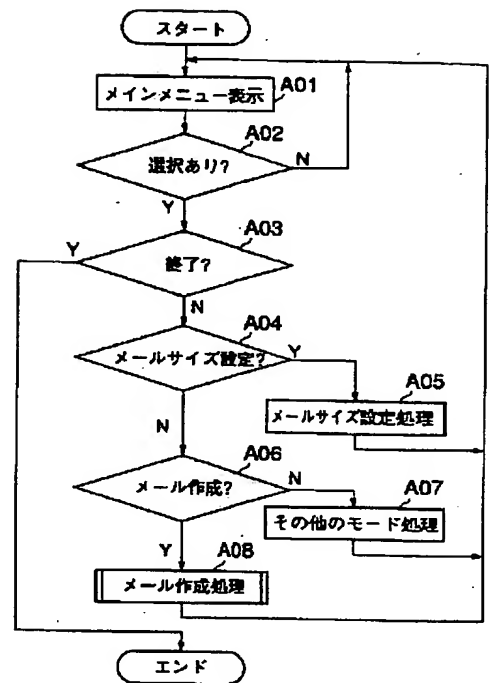 スタート
メインメニュー表示
A01
A02
選択あり?
N
Y
A03
Y
終了?
N
A04
メールサイズ設定?
Y
A05
メールサイズ設定処理
N
A06
メール作成?
N
A07
その他のモード処理
Y
A08
メール作成処理
エンド